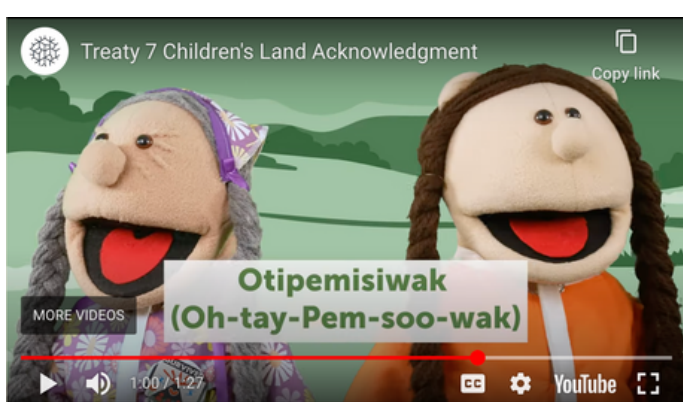 Treaty 7 Children's Land Acknowledgment
Copy link
Otipemisiwak
(Oh-tay-Pem-soo-wak)
MORE VIDEOS
1:00 / 1:27
CC
YouTube